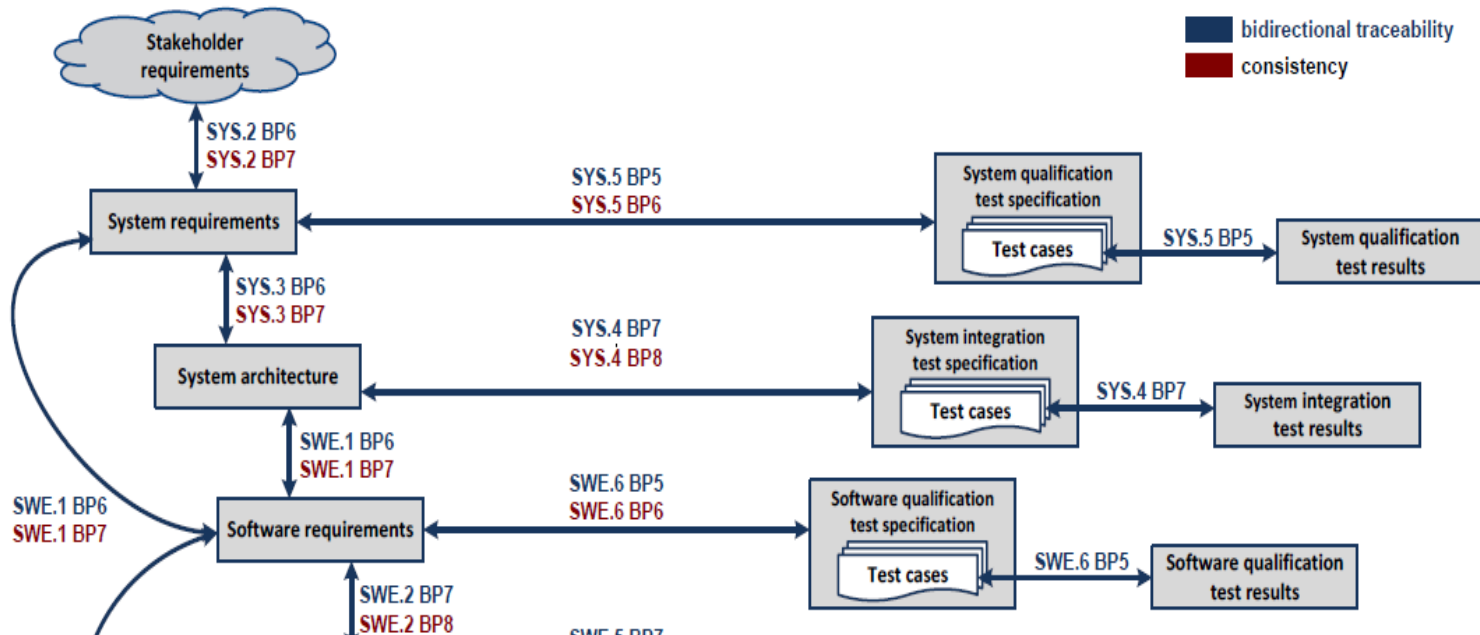 Stakeholder
requirements
bidirectional traceability
consistency
SYS.2 BP6
SYS.2 BP7
System requirements
SYS.5 BP5
SYS.5 BP6
System qualification
test specification
Test cases
SYS.5 BP5
System qualification
test results
SYS.3 BP6
SYS.3 BP7
System architecture
SYS.4 BP7
SYS.4 BP8
System integration
test specification
Test cases
SYS.4 BP7
System integration
test results
SWE.1 BP6
SWE.1 BP7
SWE.1 BP6
SWE.1 BP7
Software requirements
SWE.6 BP5
SWE.6 BP6
Software qualification
test specification
Test cases
SWE.6 BP5
Software qualification
test results
SWE.2 BP7
SWE.2 BP8
SWE.5 BP7